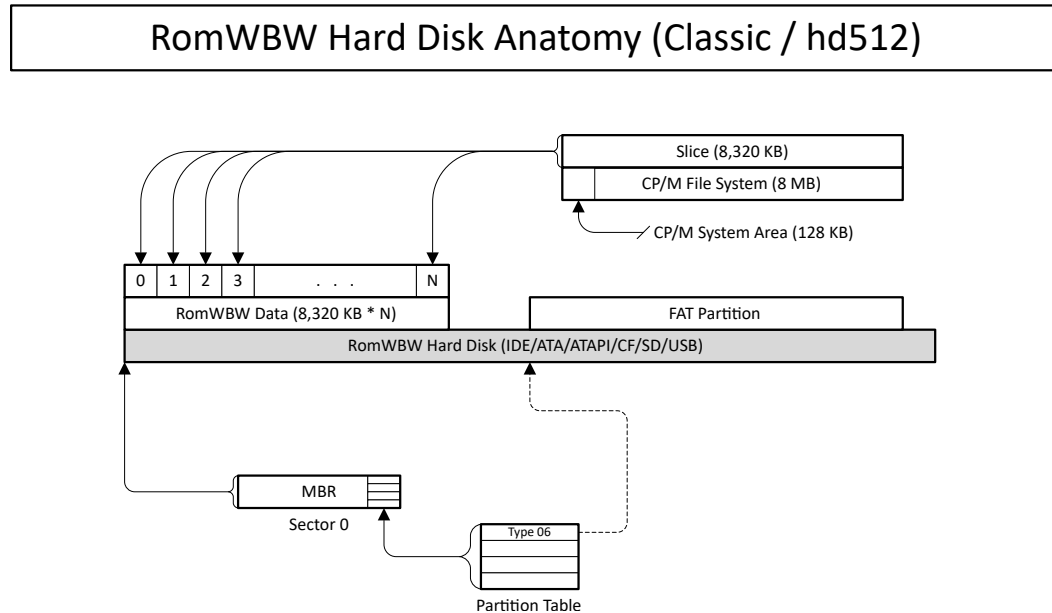 RomWBW Hard Disk Anatomy (Classic / hd512)
Slice (8,320 KB)
CP/M File System (8 MB)
CP/M System Area (128 KB)
0 1 2 3 . . . N
RomWBW Data (8,320 KB * N)
FAT Partition
RomWBW Hard Disk (IDE/ATA/ATAPI/CF/SD/USB)
MBR
Sector 0
Type 06
Partition Table